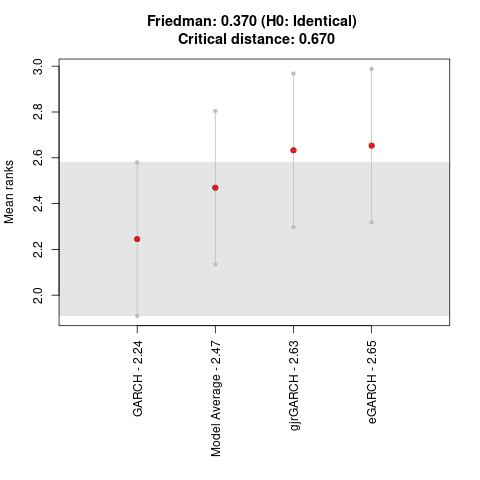 Friedman: 0.370 (H0: Identical)
Critical distance: 0.670
Mean ranks
3.0
2.8
2.6
2.4
2.2
2.0
GARCH - 2.24
Model Average - 2.47
gjrGARCH - 2.63
eGARCH - 2.65